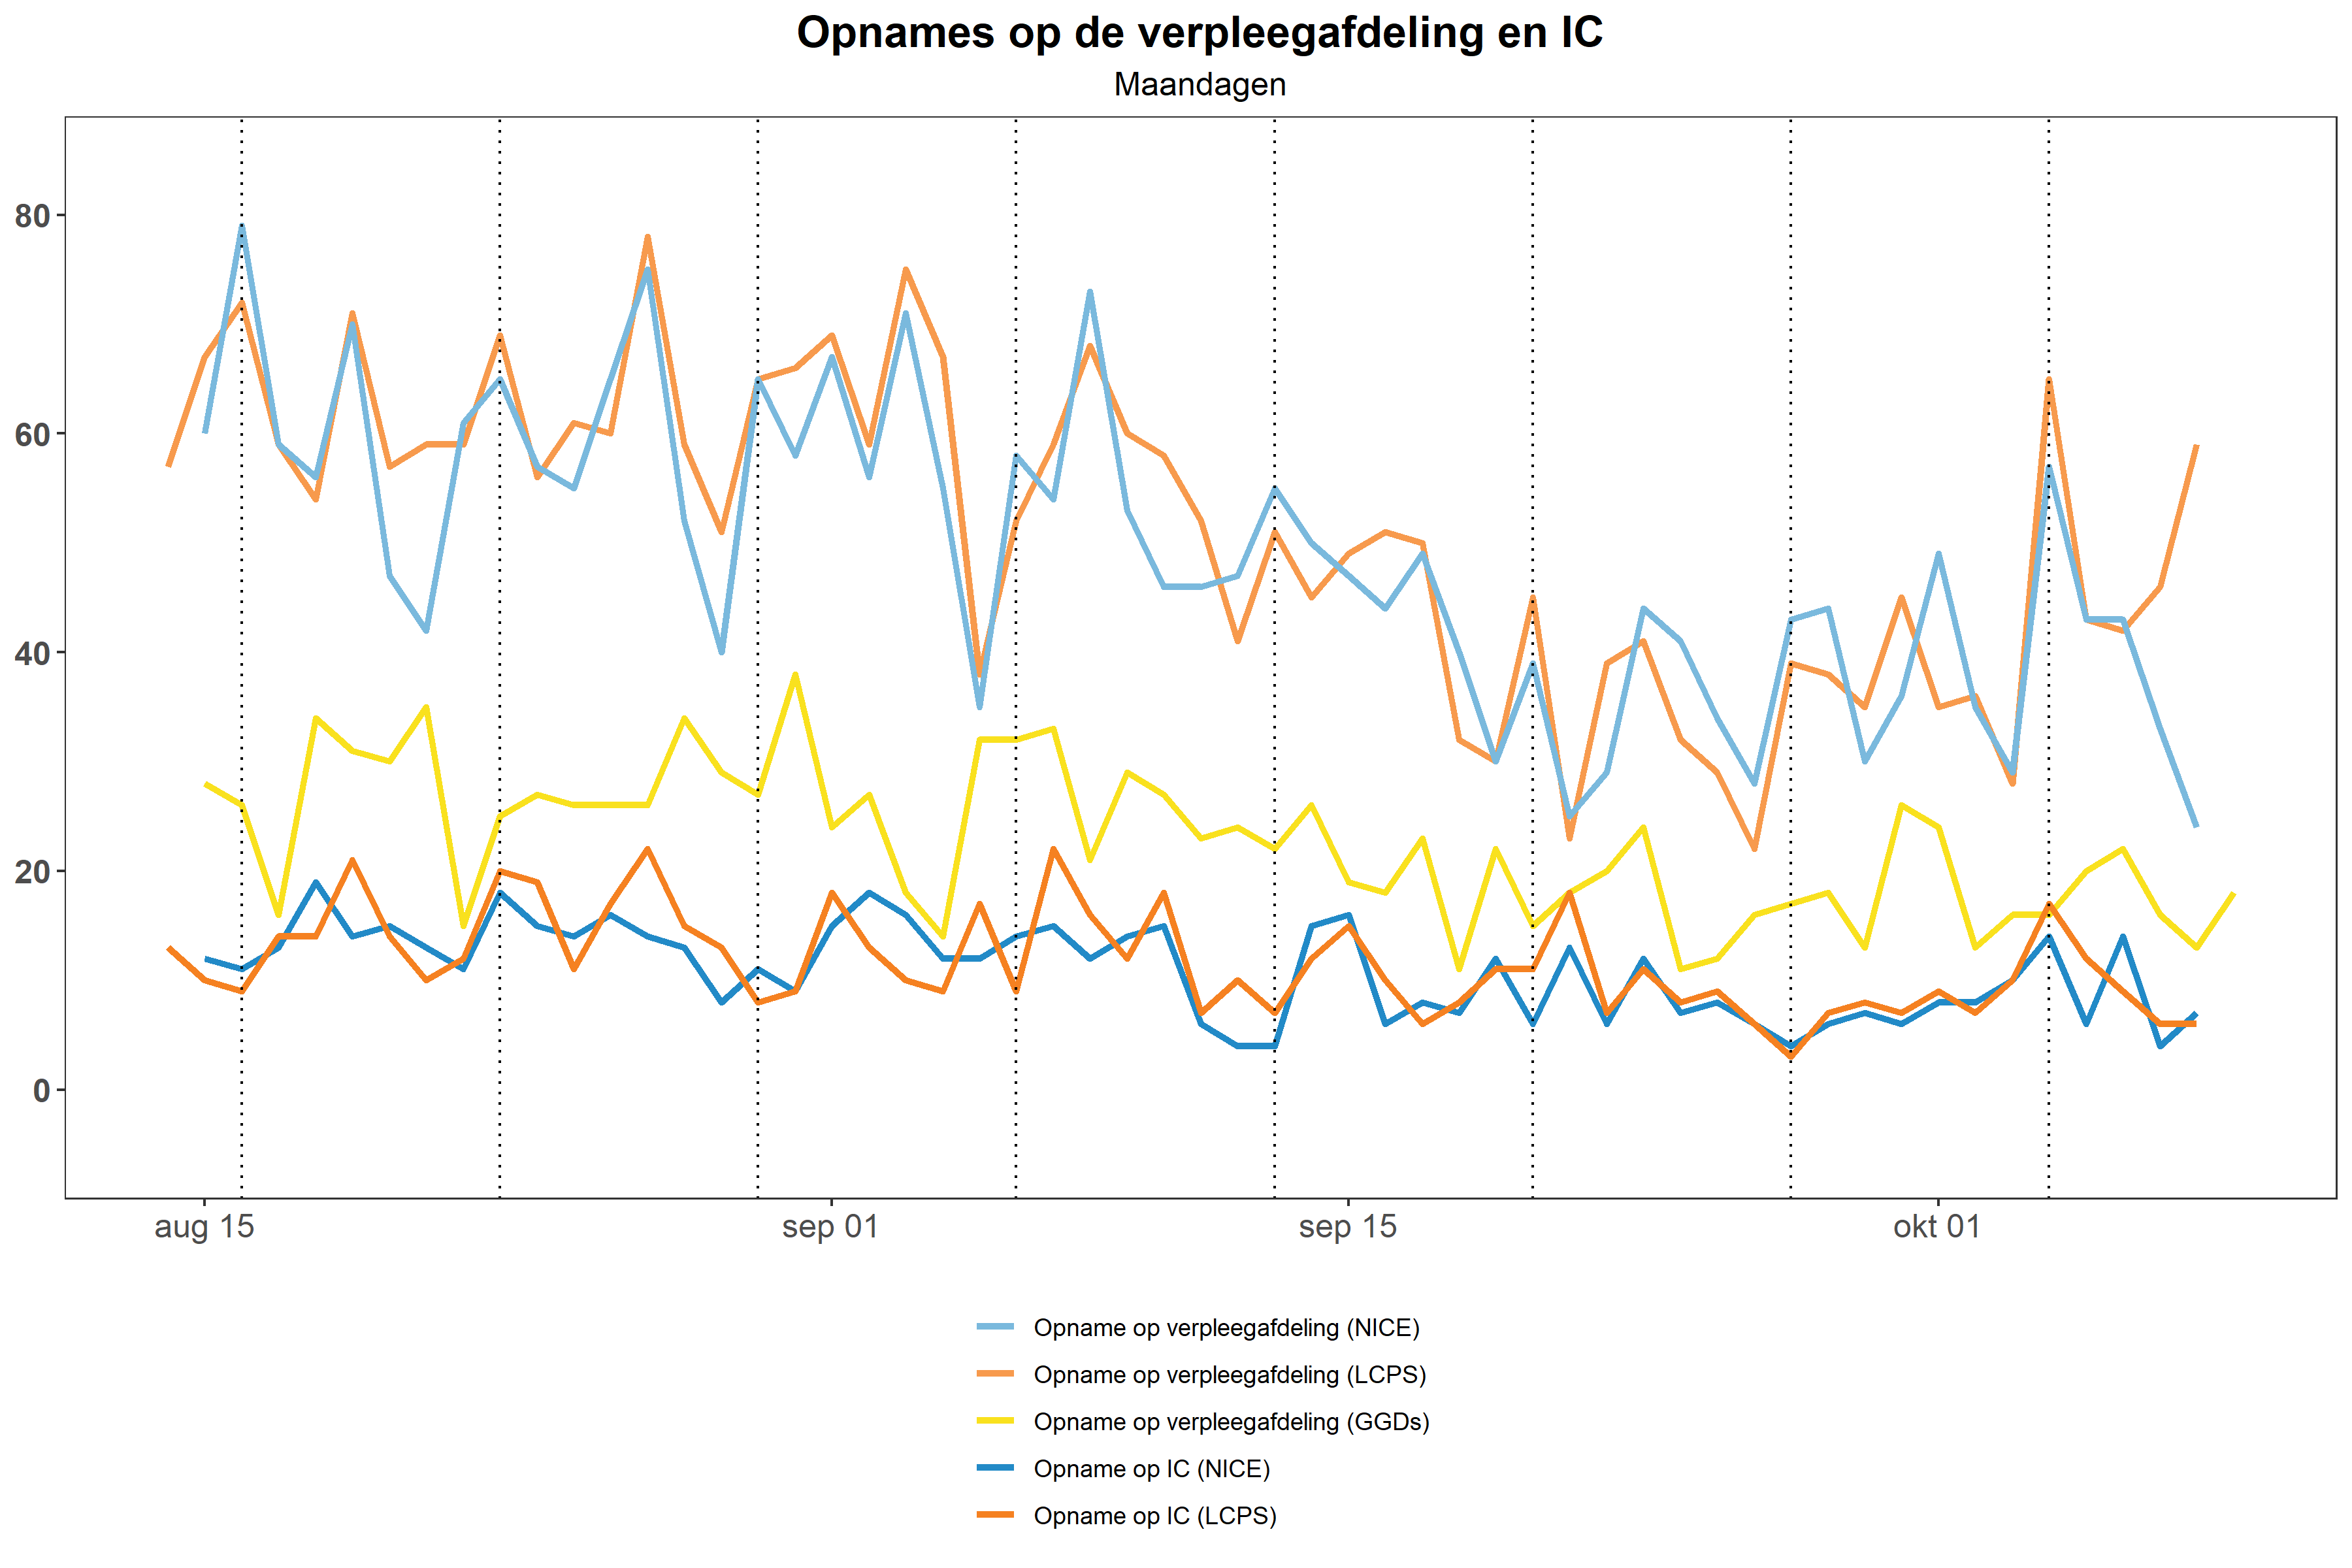 Opnames op de verpleegafdeling en IC
Maandagen
80
60
40
20
0
aug 15 sep 01 sep 15 okt 01
Opname op verpleegafdeling (NICE)
Opname op verpleegafdeling (LCPS)
Opname op verpleegafdeling (GGDs)
Opname op IC (NICE)
Opname op IC (LCPS)